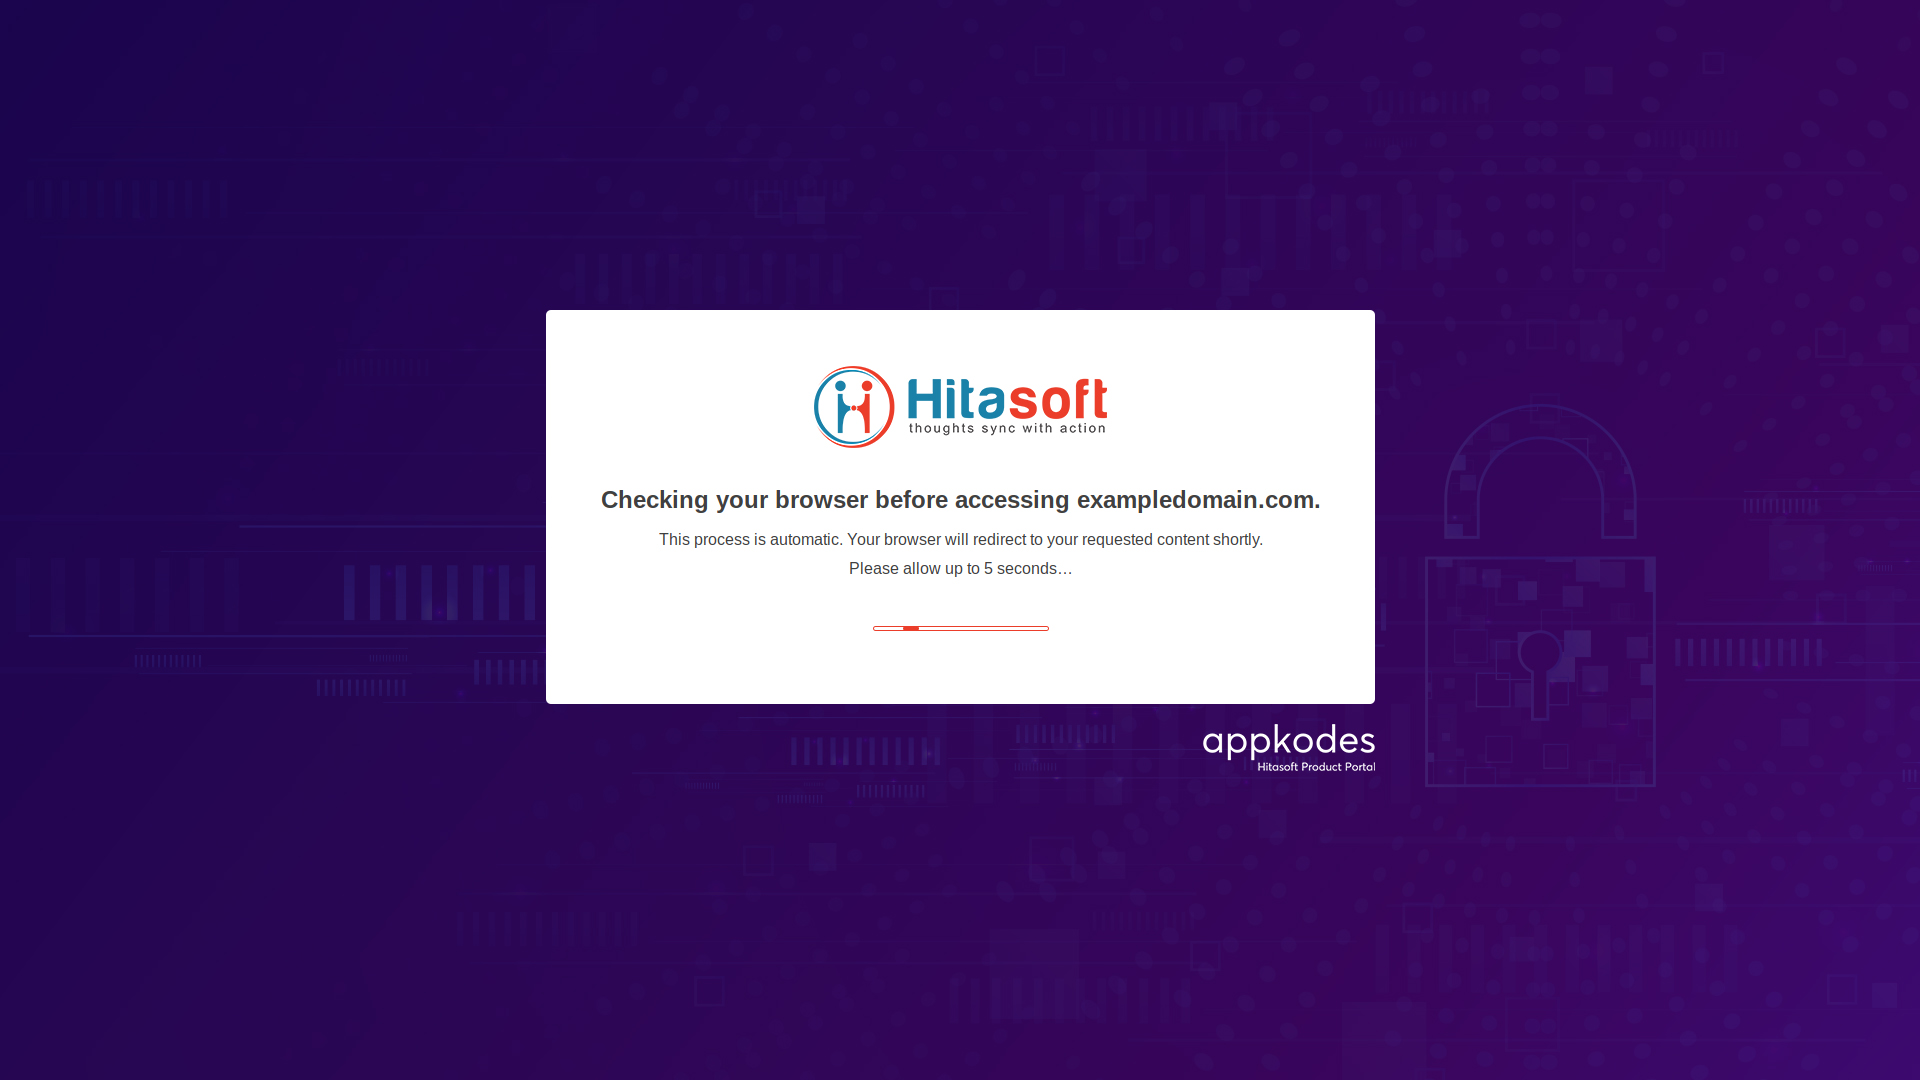 Hitasoft
thoughts sync with action
Checking your browser before accessing exampledomain.com.
This process is automatic. Your browser will redirect to your requested content shortly.
Please allow up to 5 seconds…
appkodes
Hitasoft Product Portal